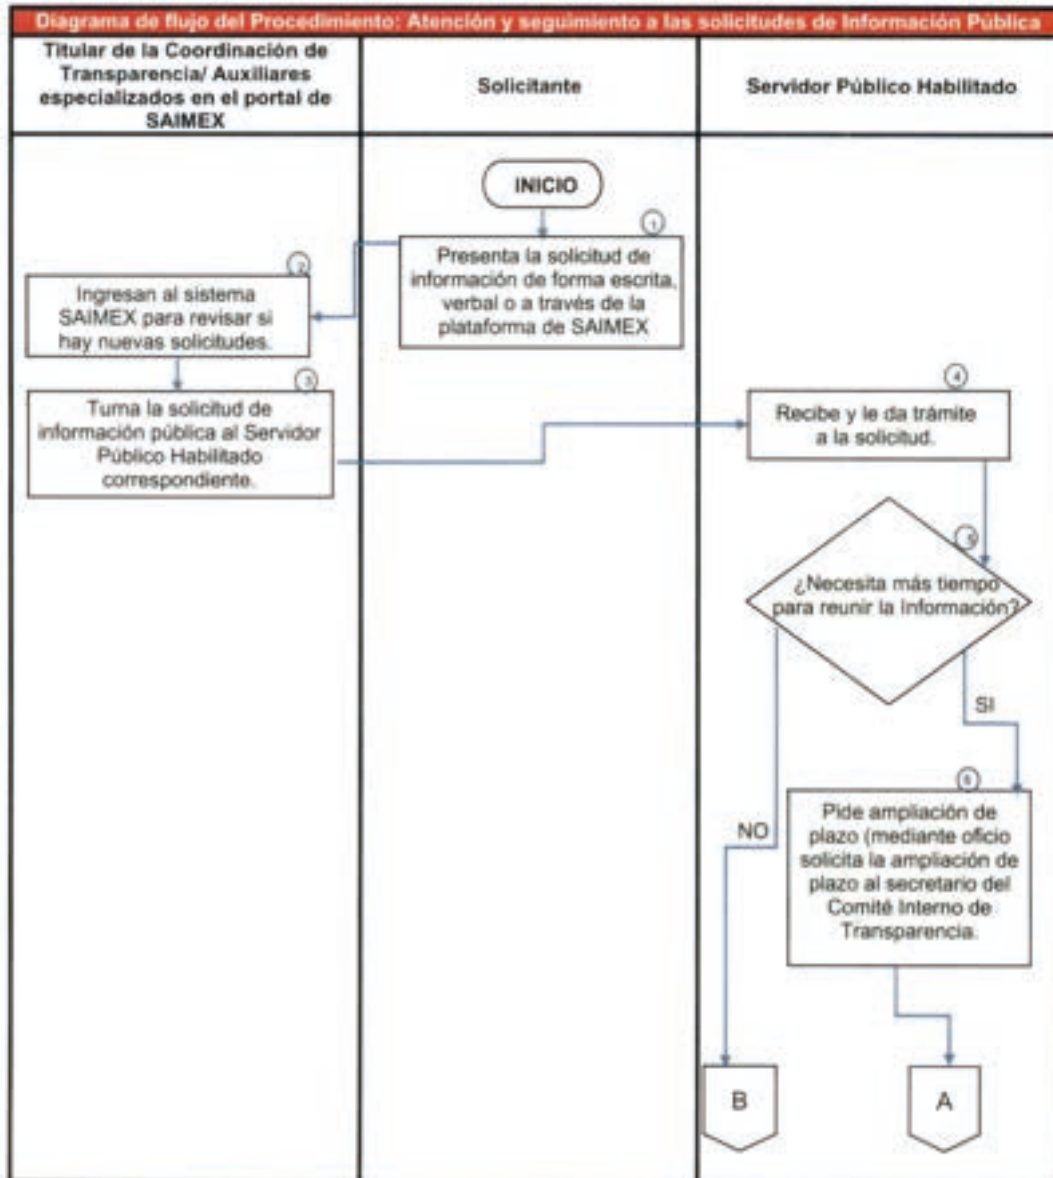 Diagrama de flujo del Procedimiento: Atención y seguimiento a las solicitudes de Información Pública
Titular de la Coordinación de
Transparencia/ Auxiliares
especializados en el portal de
SAIMEX
Solicitante
Servidor Público Habilitado
INICIO
1
Presenta la solicitud de
información de forma escrita,
verbal o a través de la
plataforma de SAIMEX
2
Ingresan al sistema
SAIMEX para revisar si
hay nuevas solicitudes.
3
Turna la solicitud de
información pública al Servidor
Público Habilitado
correspondiente.
4
Recibe y le da trámite
a la solicitud.
5
¿Necesita más tiempo
para reunir la Información?
SI
NO
6
Pide ampliación de
plazo (mediante oficio
solicita la ampliación de
plazo al secretario del
Comité Interno de
Transparencia.
B
A